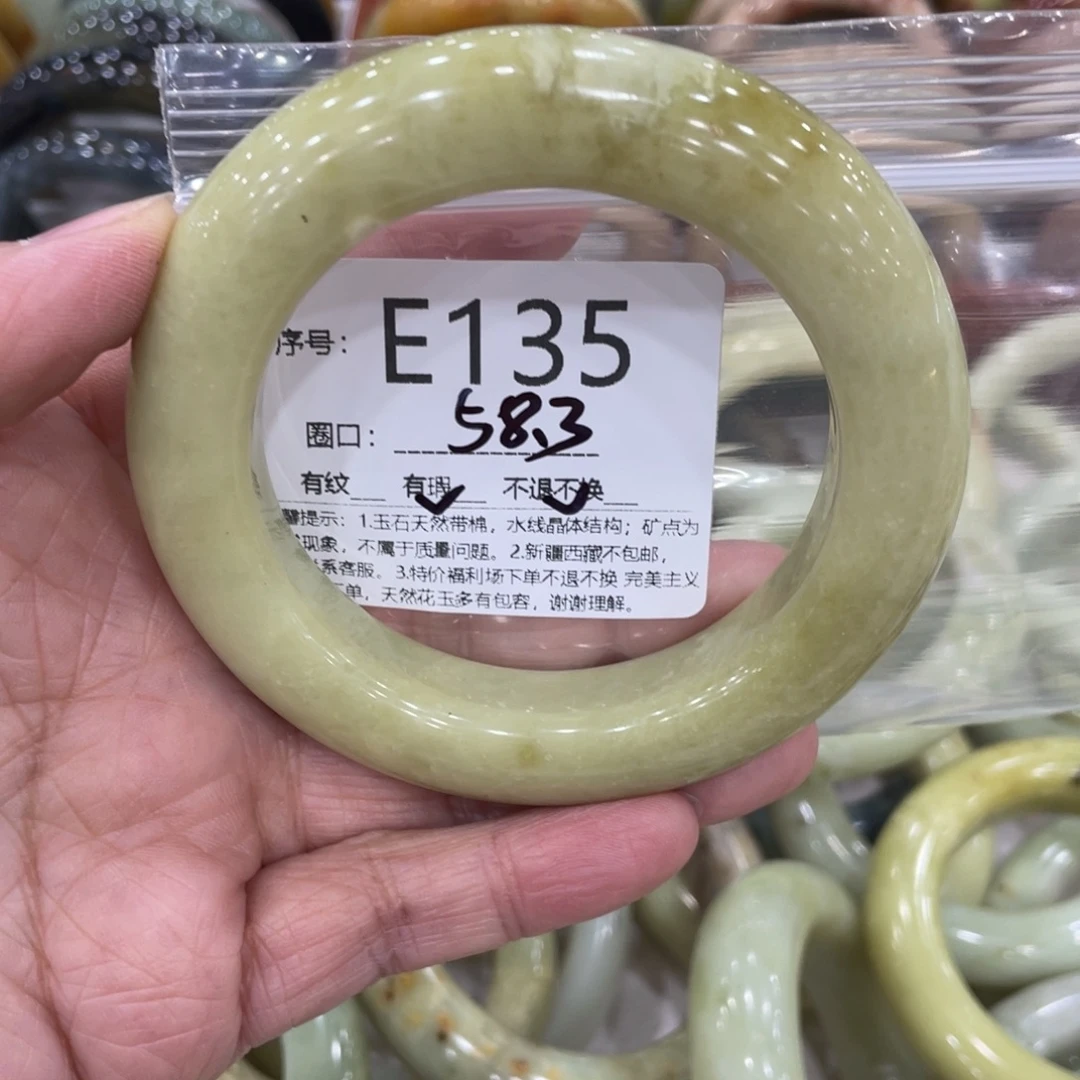 序号: E135
圈口: 58.3
有纹 有瑕 不退不换
提示: 1.玉石天然带棉, 水线晶体结构; 矿点为
现象, 不属于质量问题。2.新疆西藏不包邮,
系客服。3.特价福利场下单不退不换 完美主义
单, 天然花玉多有包容, 谢谢理解。